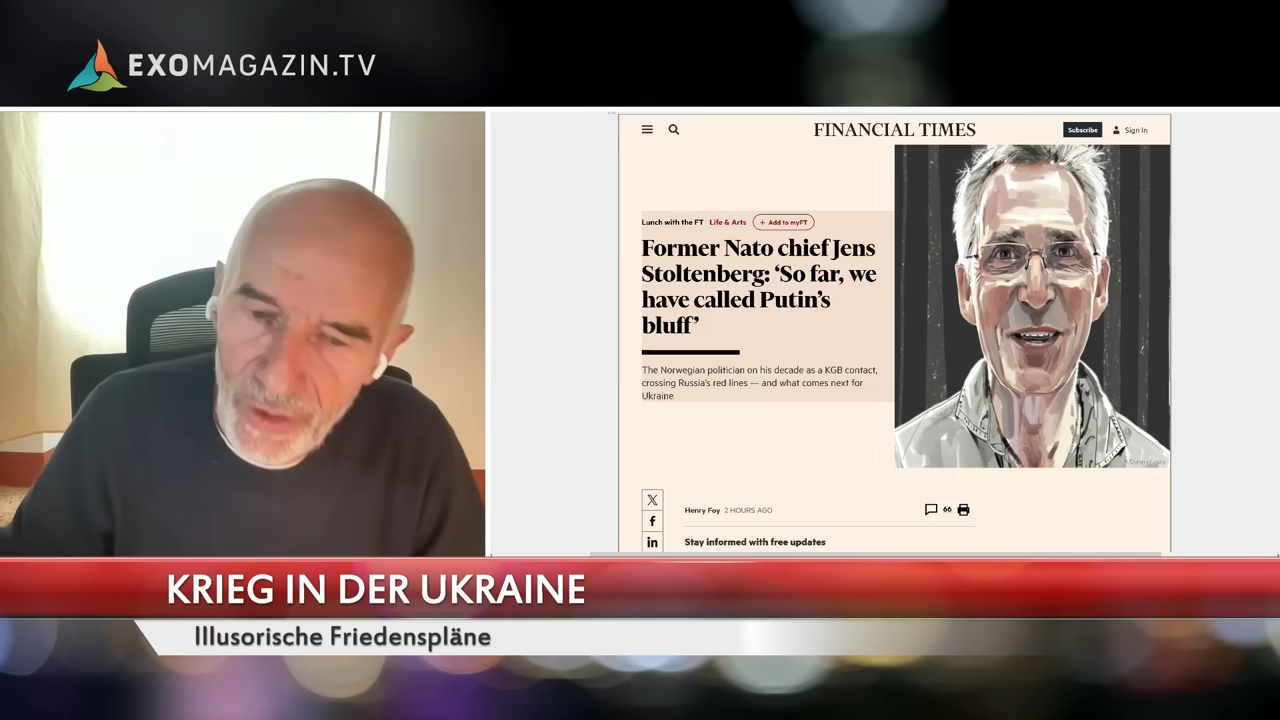 EXOMAGAZIN.TV
FINANCIAL TIMES
Subscribe
Sign In
Lunch with the FT Life & Arts + Add to myFT
Former Nato chief Jens
Stoltenberg: ‘So far, we
have called Putin’s
bluff’
The Norwegian politician on his decade as a KGB contact,
crossing Russia’s red lines — and what comes next for
Ukraine
Henry Foy 2 HOURS AGO
66
Stay informed with free updates
KRIEG IN DER UKRAINE
Illusorische Friedenspläne